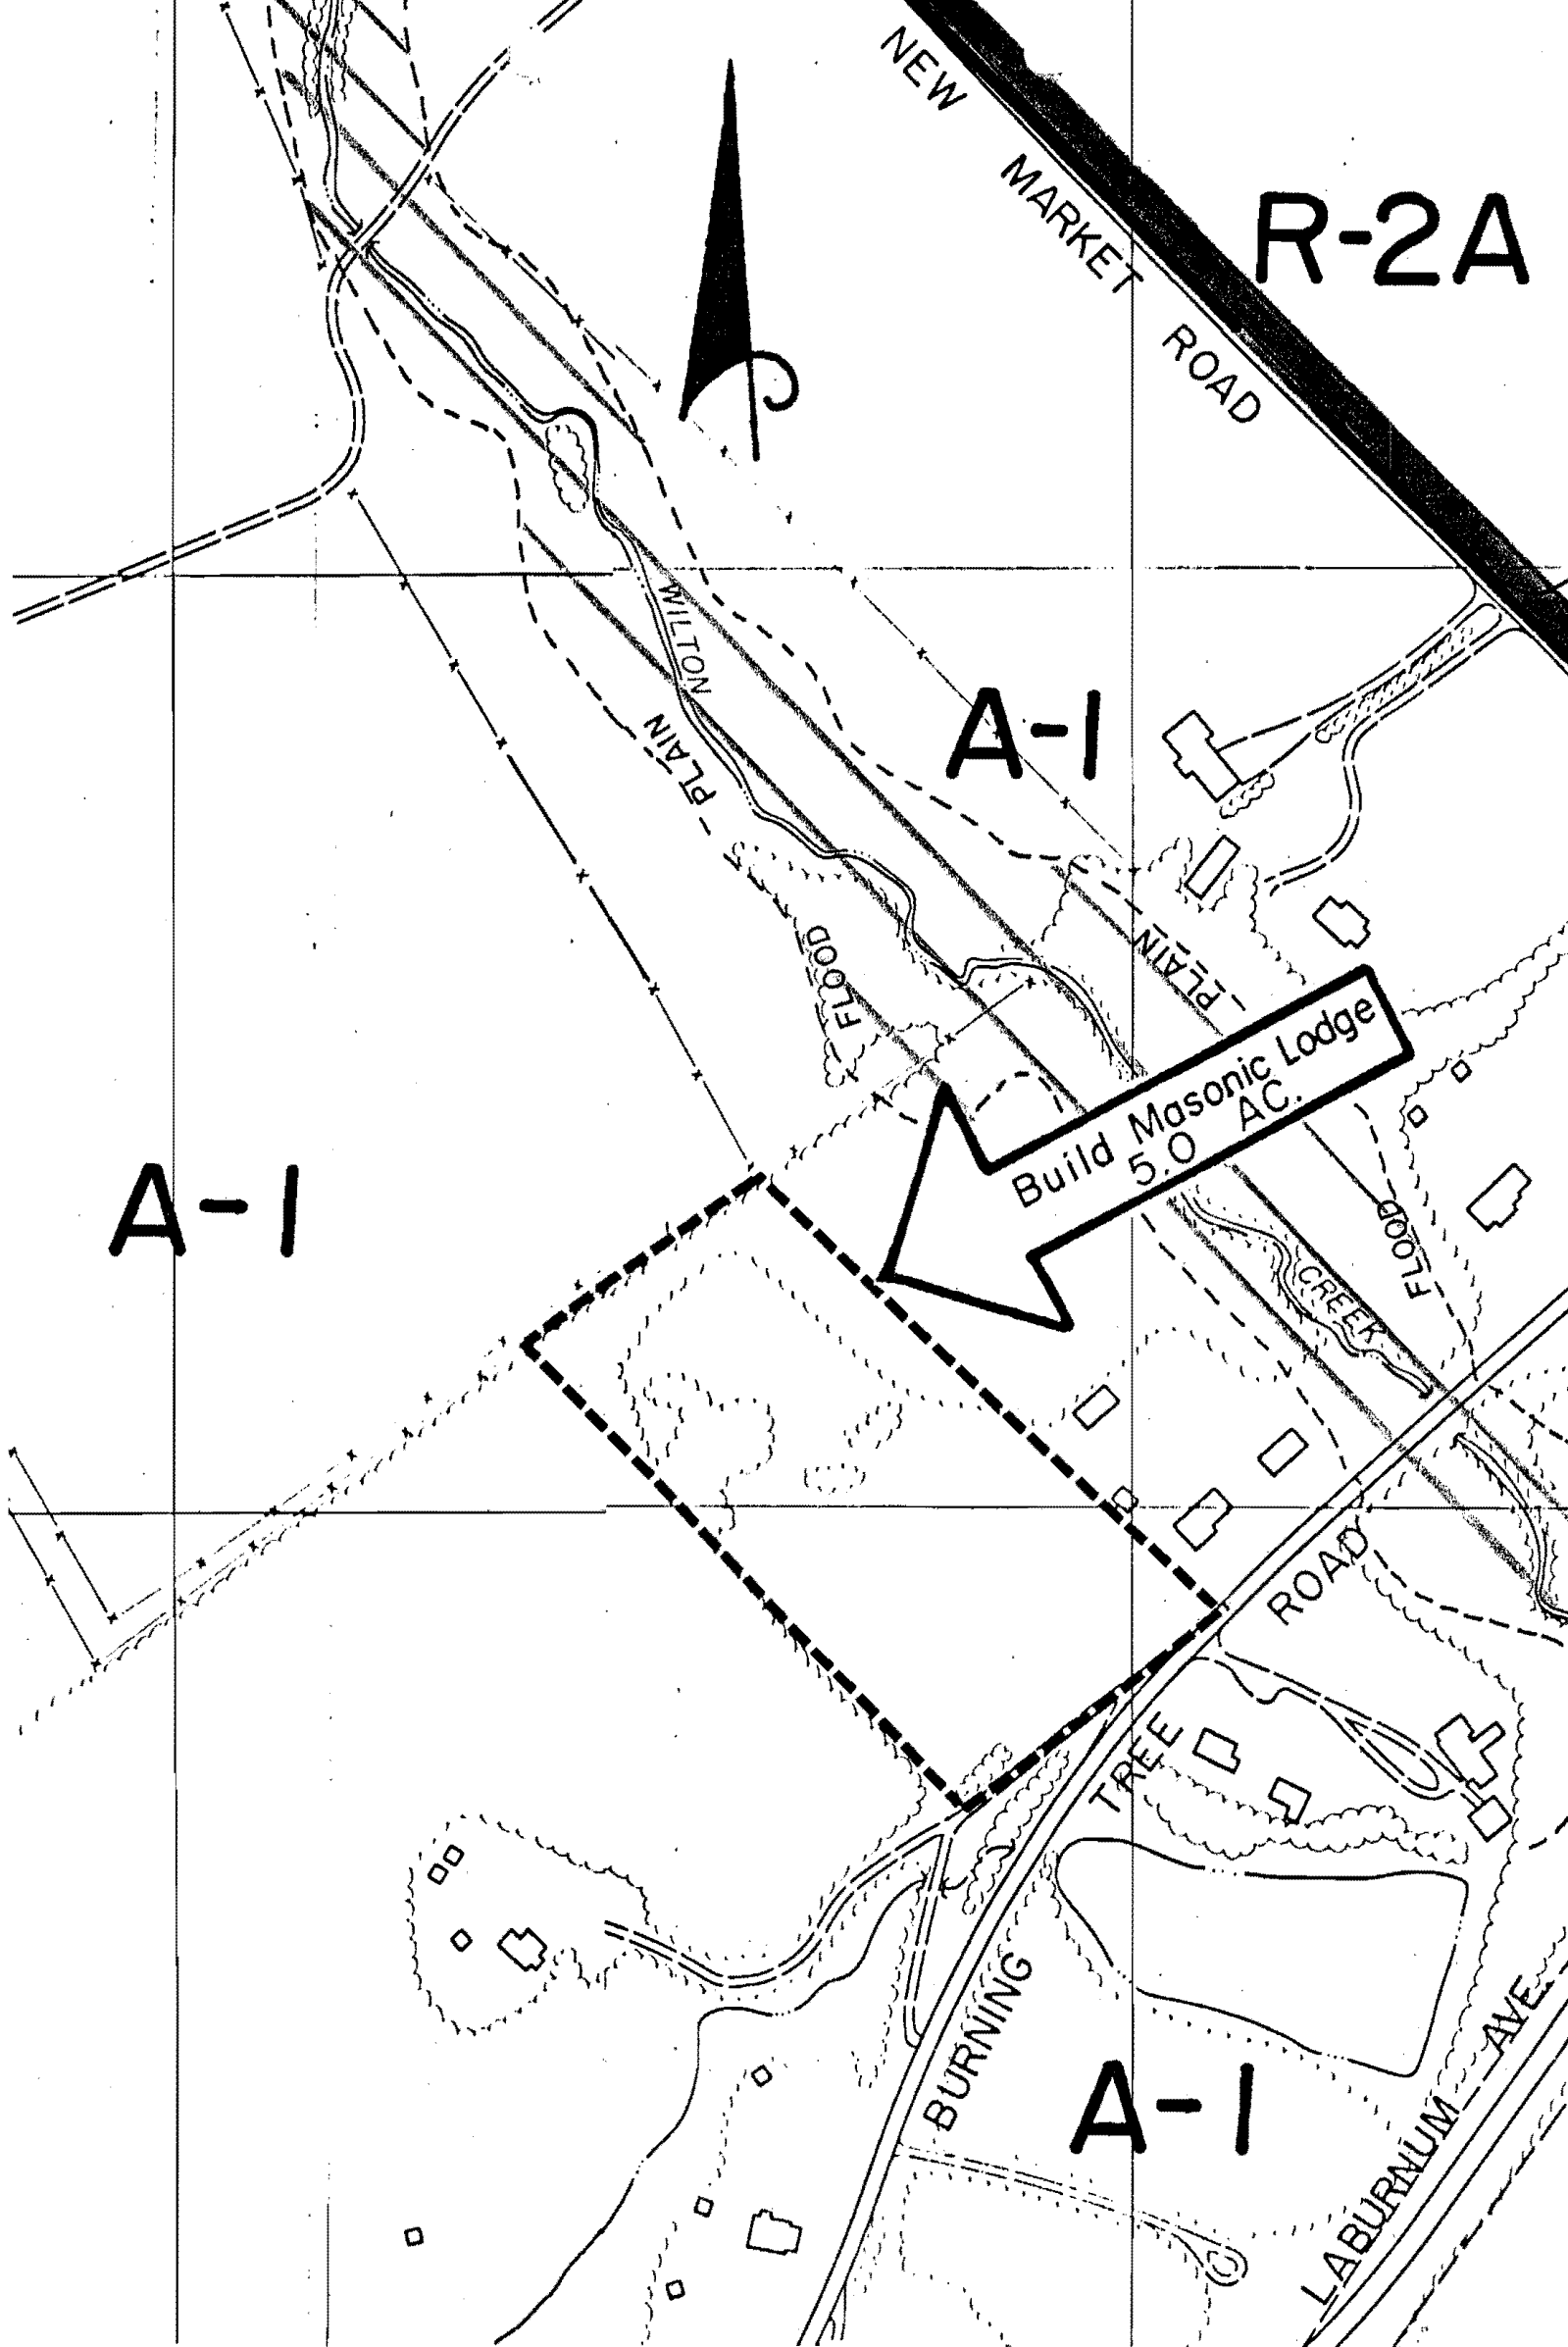 NEW MARKET ROAD
R-2A
WILTON
A-1
PLAIN
FLOOD
PLAIN
Build Masonic Lodge
5.0 AC.
A-1
FLOOD
CREEK
ROAD
TREE
BURNING
A-1
LABURNUM AVE